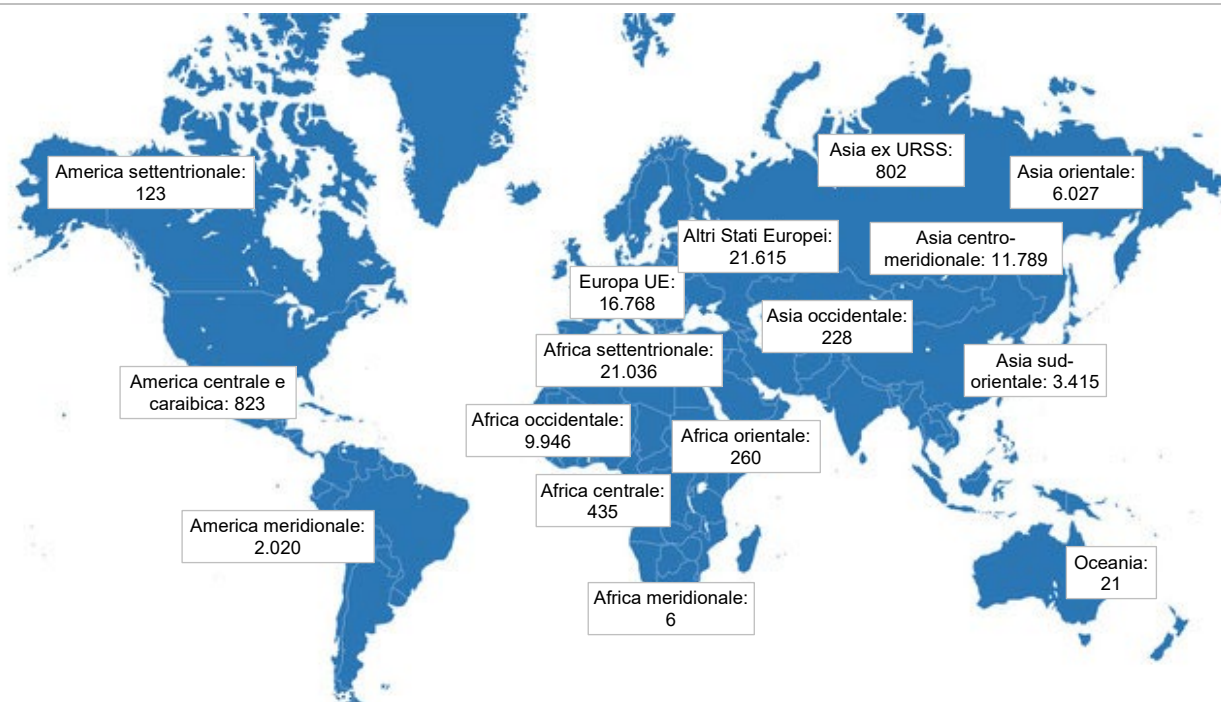 Asia ex URSS:
802
America settentrionale:
123
Asia orientale:
6.027
Altri Stati Europei:
21.615
Asia centro-
meridionale: 11.789
Europa UE:
16.768
Asia occidentale:
228
Africa settentrionale:
21.036
Asia sud-
orientale: 3.415
America centrale e
caraibica: 823
Africa occidentale:
9.946
Africa orientale:
260
Africa centrale:
435
America meridionale:
2.020
Oceania:
21
Africa meridionale:
6